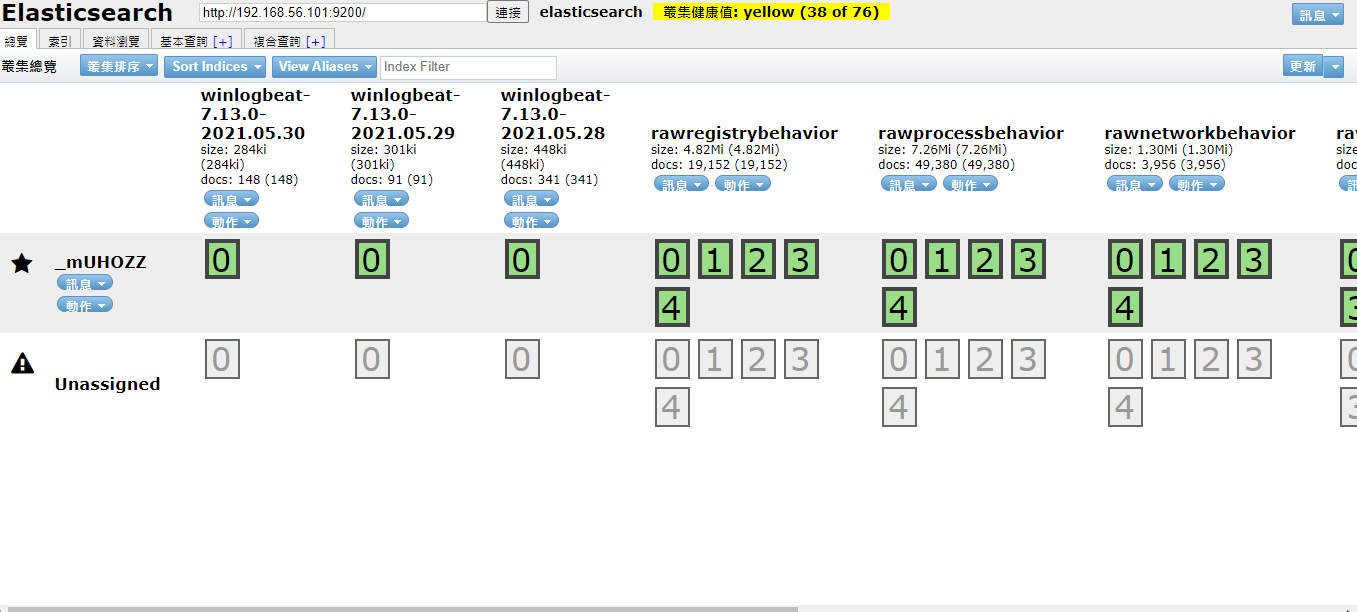 Elasticsearch http://192.168.56.101:9200/ 連接 elasticsearch 叢集健康值: yellow (38 of 76) 訊息
總覽 索引 資料瀏覽 基本查詢 [+] 複合查詢 [+]
叢集總覽 叢集排序 Sort Indices View Aliases Index Filter 更新
winlogbeat-
7.13.0-
2021.05.30
size: 284ki
(284ki)
docs: 148 (148)
訊息
動作
winlogbeat-
7.13.0-
2021.05.29
size: 301ki
(301ki)
docs: 91 (91)
訊息
動作
winlogbeat-
7.13.0-
2021.05.28
size: 448ki
(448ki)
docs: 341 (341)
訊息
動作
rawregistrybehavior
size: 4.82Mi (4.82Mi)
docs: 19,152 (19,152)
訊息 動作
rawprocessbehavior
size: 7.26Mi (7.26Mi)
docs: 49,380 (49,380)
訊息 動作
rawnetworkbehavior
size: 1.30Mi (1.30Mi)
docs: 3,956 (3,956)
訊息 動作
_mUHOZZ
訊息
動作
0 0 0 0 1 2 3 0 1 2 3 0 1 2 3 0
4 4 4 3
Unassigned
0 0 0 0 1 2 3 0 1 2 3 0 1 2 3 0
4 4 4 3